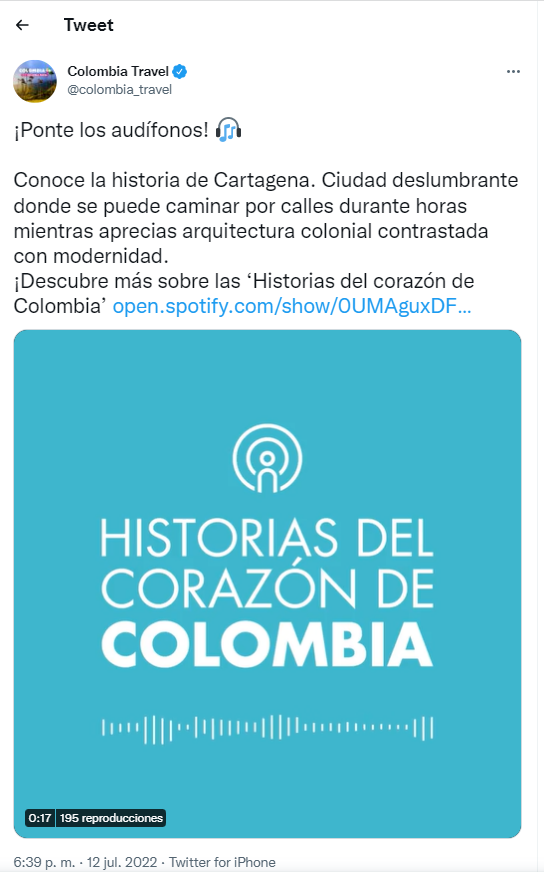 Tweet
Colombia Travel
@colombia_travel
¡Ponte los audífonos!
Conoce la historia de Cartagena. Ciudad deslumbrante
donde se puede caminar por calles durante horas
mientras aprecias arquitectura colonial contrastada
con modernidad.
¡Descubre más sobre las ‘Historias del corazón de
Colombia’ open.spotify.com/show/0UMAguxDF...
HISTORIAS DEL
CORAZÓN DE
COLOMBIA
0:17 195 reproducciones
6:39 p. m. · 12 jul. 2022 · Twitter for iPhone